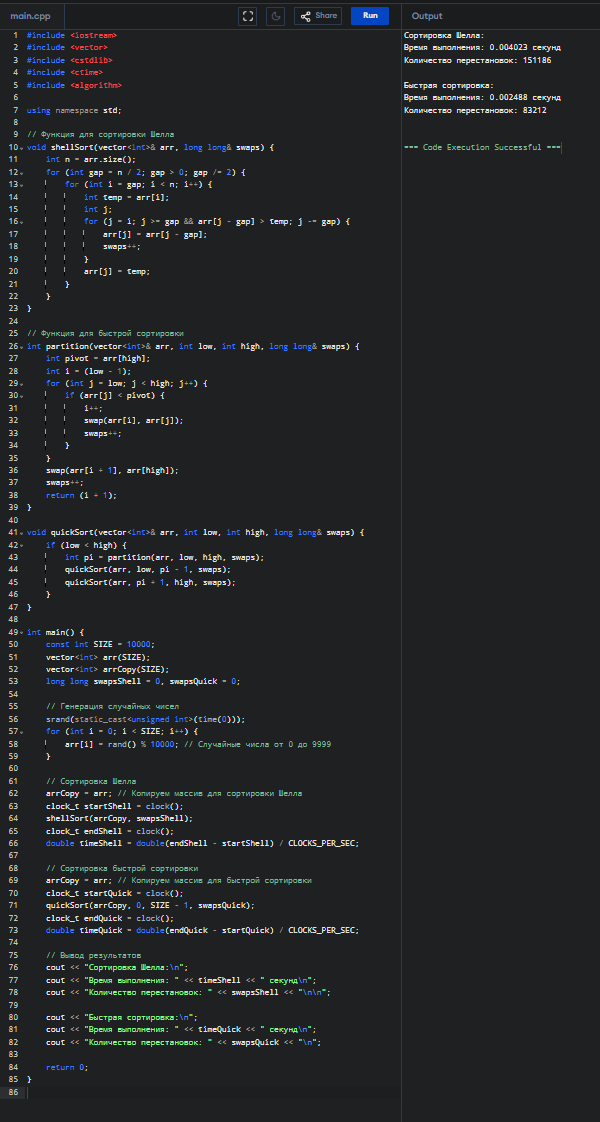 main.cpp Share Run Output
1 #include <iostream>
2 #include <vector>
3 #include <cstdlib>
4 #include <ctime>
5 #include <algorithm>
6
7 using namespace std;
8
9 // Функция для сортировки Шелла
10 void shellSort(vector<int>& arr, long long& swaps) {
11     int n = arr.size();
12     for (int gap = n / 2; gap > 0; gap /= 2) {
13         for (int i = gap; i < n; i++) {
14             int temp = arr[i];
15             int j;
16             for (j = i; j >= gap && arr[j - gap] > temp; j -= gap) {
17                 arr[j] = arr[j - gap];
18                 swaps++;
19             }
20             arr[j] = temp;
21         }
22     }
23 }
24
25 // Функция для быстрой сортировки
26 int partition(vector<int>& arr, int low, int high, long long& swaps) {
27     int pivot = arr[high];
28     int i = (low - 1);
29     for (int j = low; j < high; j++) {
30         if (arr[j] < pivot) {
31             i++;
32             swap(arr[i], arr[j]);
33             swaps++;
34         }
35     }
36     swap(arr[i + 1], arr[high]);
37     swaps++;
38     return (i + 1);
39 }
40
41 void quickSort(vector<int>& arr, int low, int high, long long& swaps) {
42     if (low < high) {
43         int pi = partition(arr, low, high, swaps);
44         quickSort(arr, low, pi - 1, swaps);
45         quickSort(arr, pi + 1, high, swaps);
46     }
47 }
48
49 int main() {
50     const int SIZE = 10000;
51     vector<int> arr(SIZE);
52     vector<int> arrCopy(SIZE);
53     long long swapsShell = 0, swapsQuick = 0;
54
55     // Генерация случайных чисел
56     srand(static_cast<unsigned int>(time(0)));
57     for (int i = 0; i < SIZE; i++) {
58         arr[i] = rand() % 10000; // Случайные числа от 0 до 9999
59     }
60
61     // Сортировка Шелла
62     arrCopy = arr; // Копируем массив для сортировки Шелла
63     clock_t startShell = clock();
64     shellSort(arrCopy, swapsShell);
65     clock_t endShell = clock();
66     double timeShell = double(endShell - startShell) / CLOCKS_PER_SEC;
67
68     // Сортировка быстрой сортировки
69     arrCopy = arr; // Копируем массив для быстрой сортировки
70     clock_t startQuick = clock();
71     quickSort(arrCopy, 0, SIZE - 1, swapsQuick);
72     clock_t endQuick = clock();
73     double timeQuick = double(endQuick - startQuick) / CLOCKS_PER_SEC;
74
75     // Вывод результатов
76     cout << "Сортировка Шелла:\n";
77     cout << "Время выполнения: " << timeShell << " секунд\n";
78     cout << "Количество перестановок: " << swapsShell << "\n\n";
79
80     cout << "Быстрая сортировка:\n";
81     cout << "Время выполнения: " << timeQuick << " секунд\n";
82     cout << "Количество перестановок: " << swapsQuick << "\n";
83
84     return 0;
85 }
86
Сортировка Шелла:
Время выполнения: 0.004023 секунд
Количество перестановок: 151186

Быстрая сортировка:
Время выполнения: 0.002488 секунд
Количество перестановок: 83212

=== Code Execution Successful ===